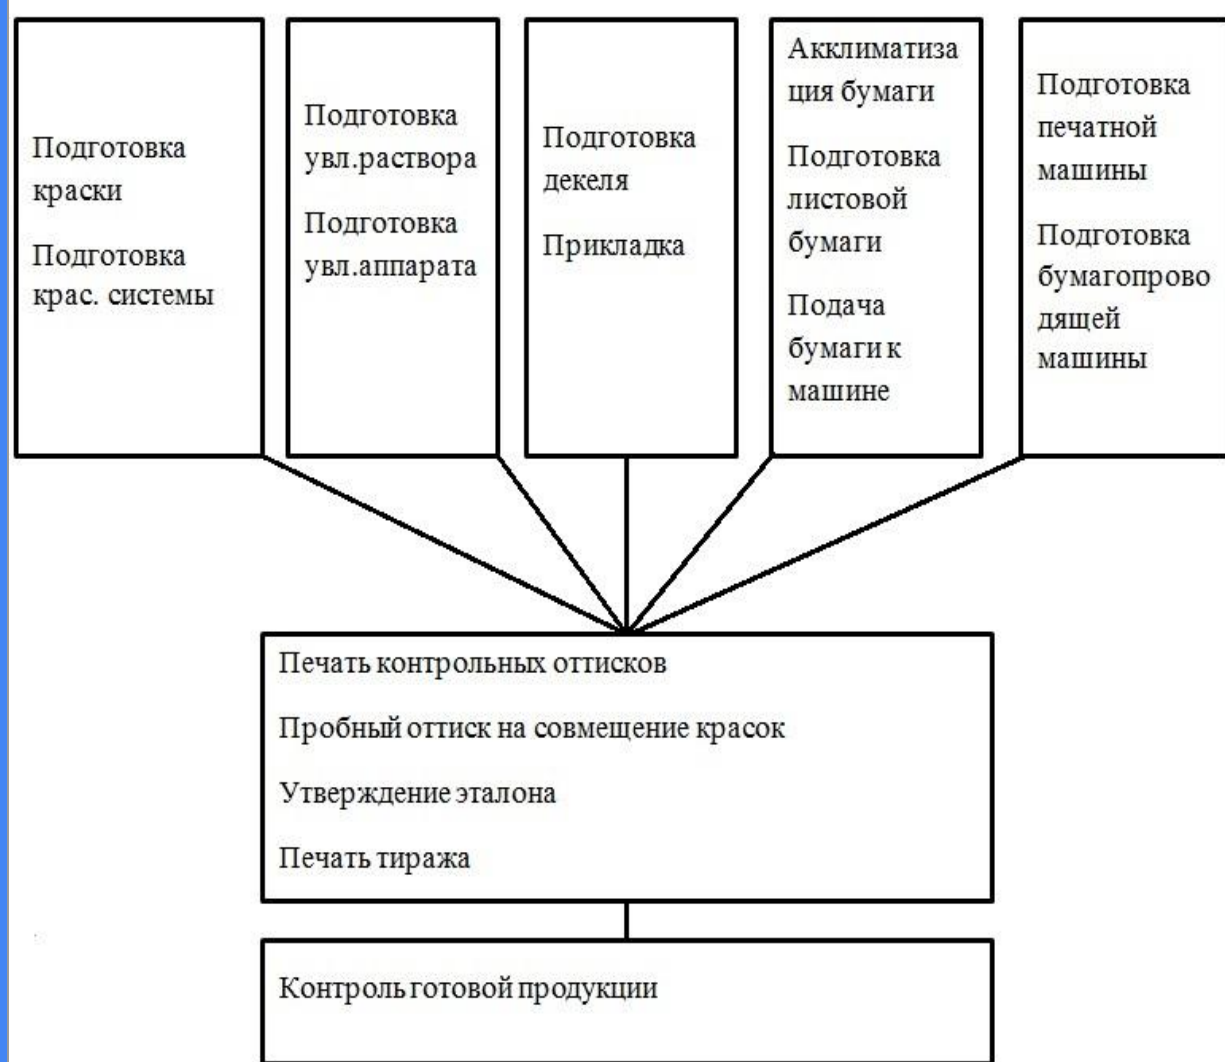 Подготовка
краски
Подготовка
крас. системы
Подготовка
увл.раствора
Подготовка
увл.аппарата
Подготовка
декеля
Прикладка
Акклиматиза
ция бумаги
Подготовка
листовой
бумаги
Подача
бумаги к
машине
Подготовка
печатной
машины
Подготовка
бумагопрово
дящей
машины
Печать контрольных оттисков
Пробный оттиск на совмещение красок
Утверждение эталона
Печать тиража
Контроль готовой продукции